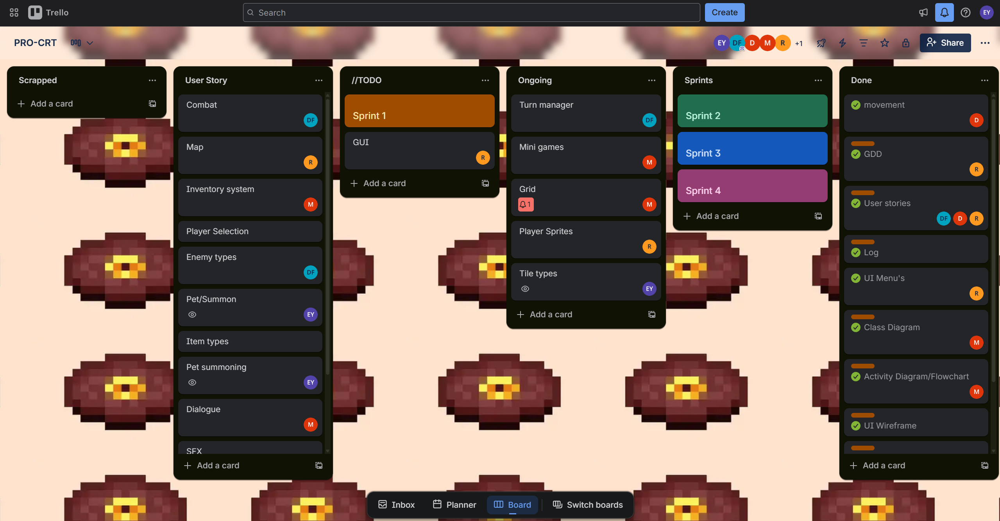 Trello
Search
Create
EY
PRO-CRT
EY
DF
D
M
R
+1
Share
Scrapped
Add a card
User Story
Combat
DF
Map
R
Inventory system
M
Player Selection
Enemy types
DF
Pet/Summon
EY
Item types
Pet summoning
EY
Dialogue
M
SFX
Add a card
//TODO
Sprint 1
GUI
R
Add a card
Ongoing
Turn manager
DF
Mini games
M
Grid
1
M
Player Sprites
R
Tile types
EY
Add a card
Sprints
Sprint 2
Sprint 3
Sprint 4
Add a card
Done
movement
D
GDD
R
User stories
DF D R
Log
UI Menu's
R
Class Diagram
M
Activity Diagram/Flowchart
M
UI Wireframe
Add a card
Inbox
Planner
Board
Switch boards